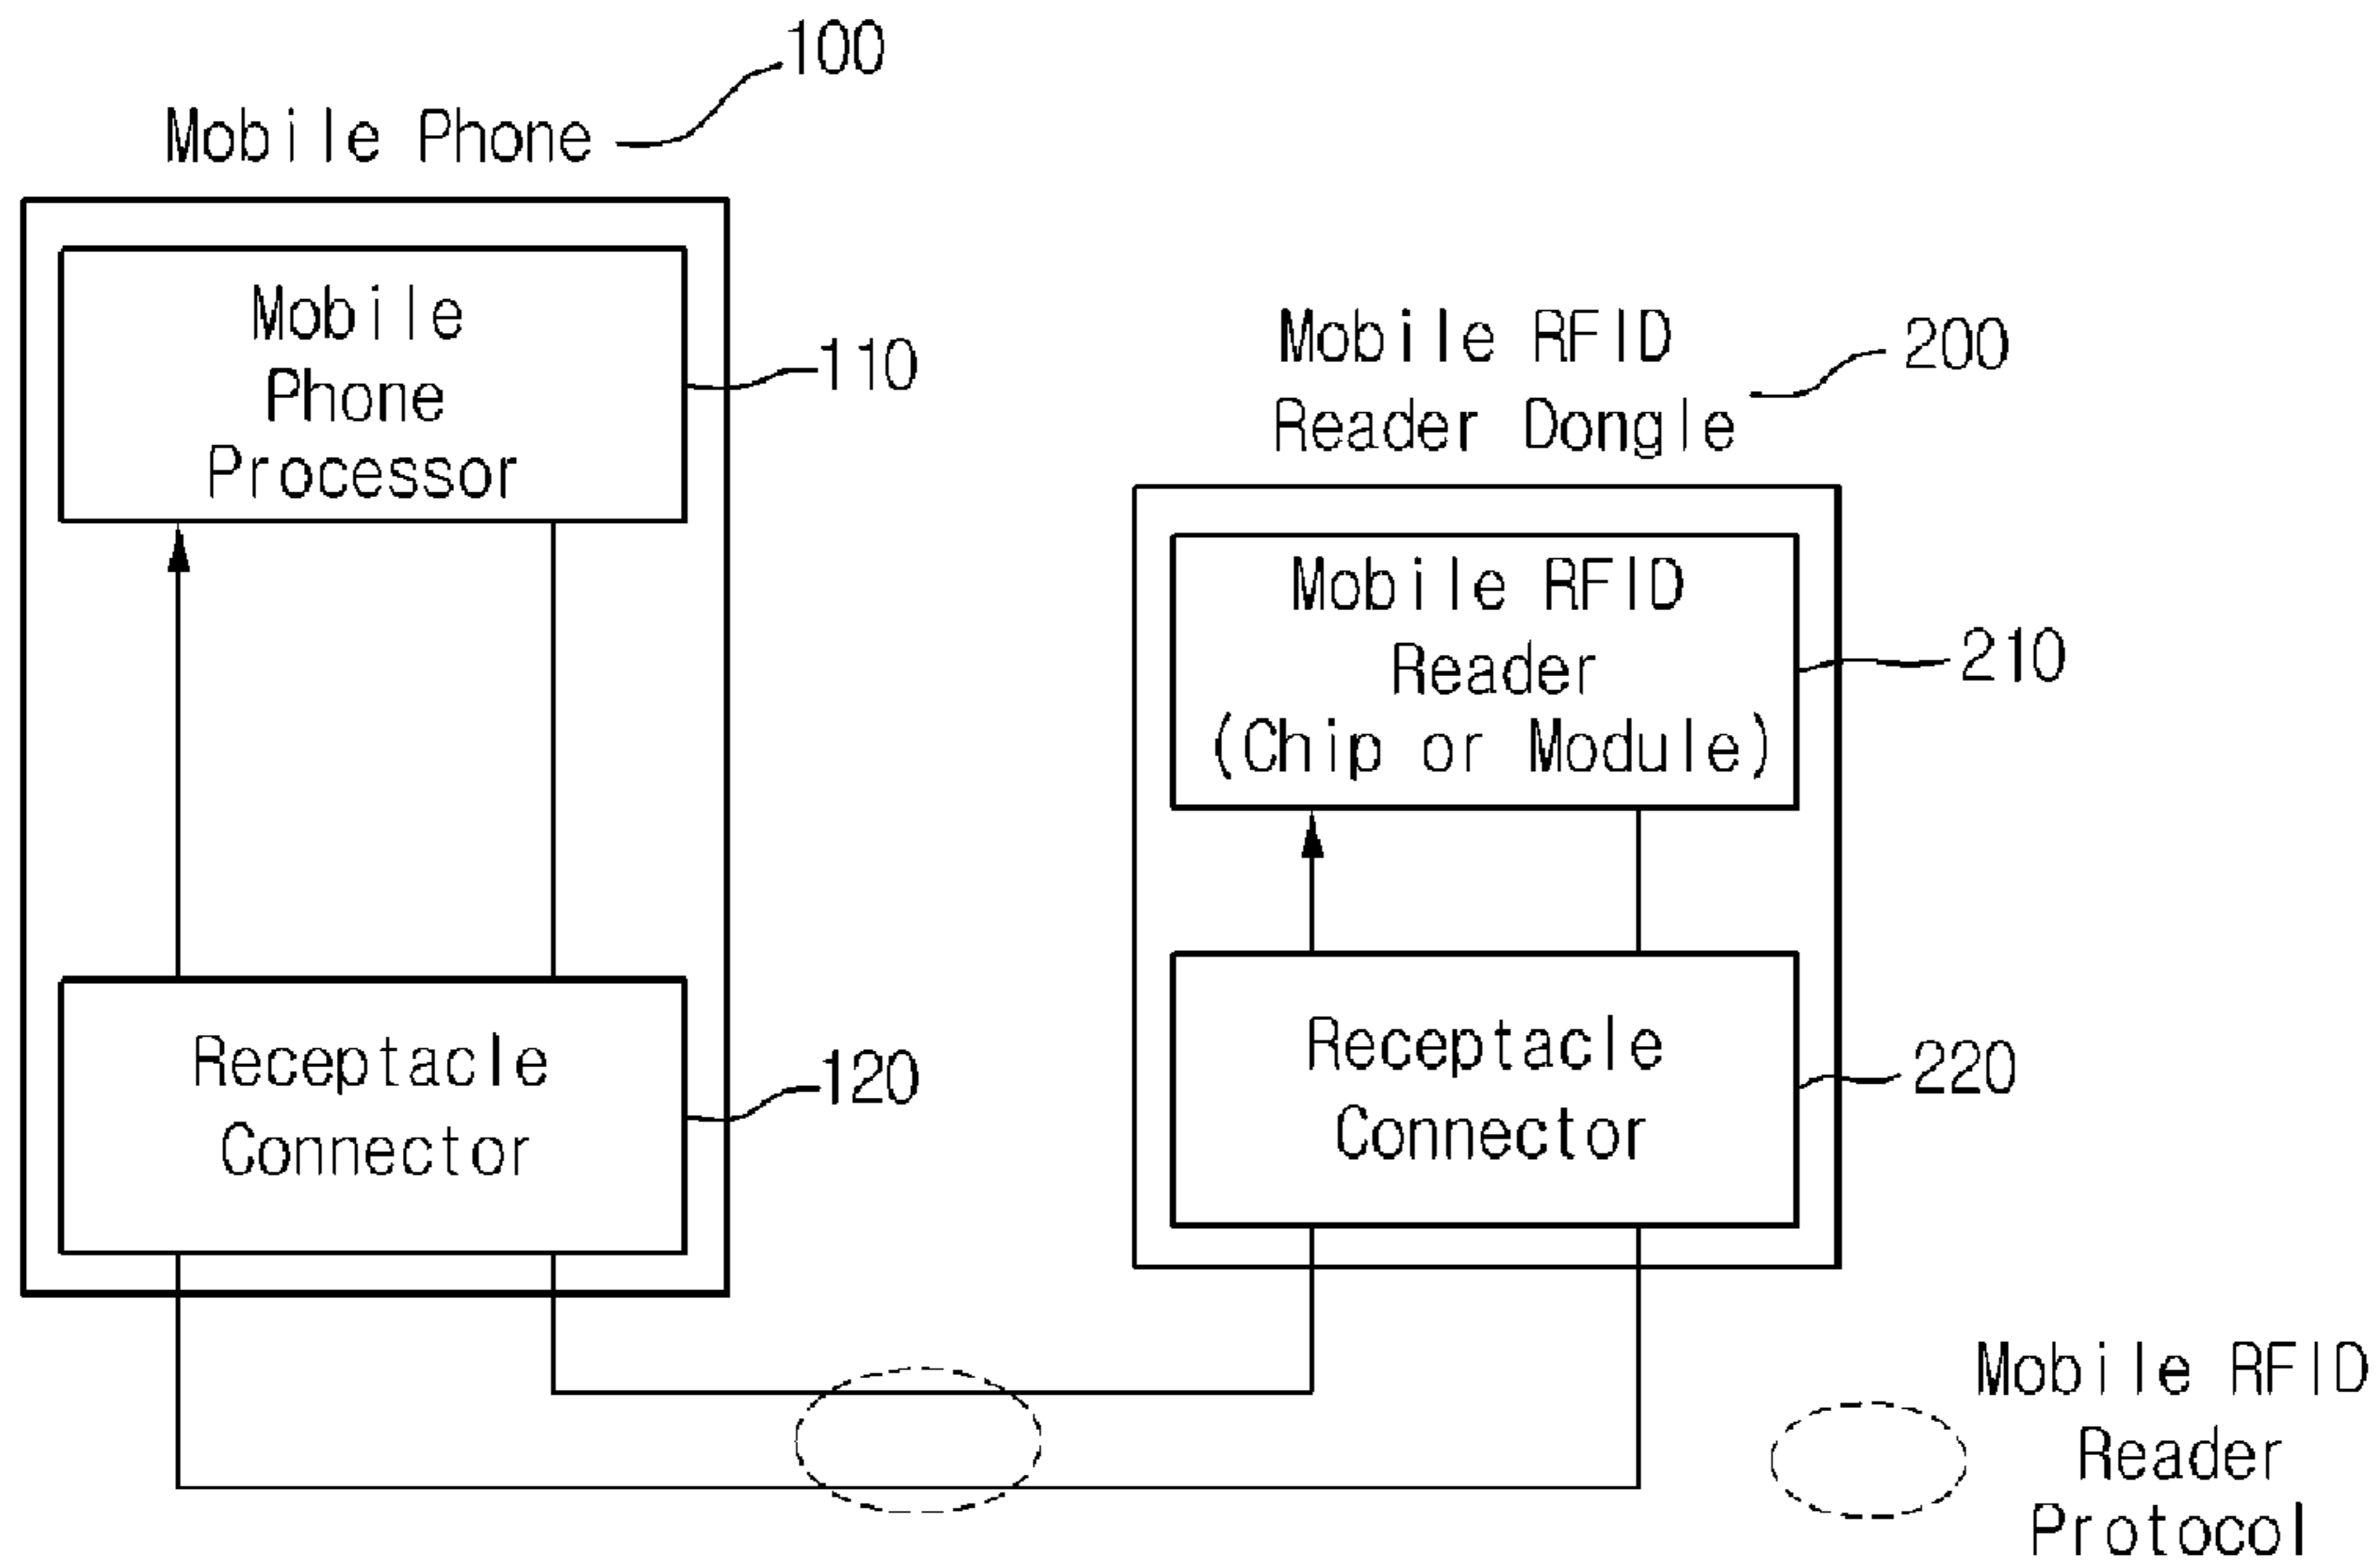 100
Mobile Phone
Mobile
Phone
Processor
110
Receptacle
Connector
120
Mobile RFID
Reader Dongle
200
Mobile RFID
Reader
(Chip or Module)
210
Receptacle
Connector
220
Mobile RFID
Reader
Protocol